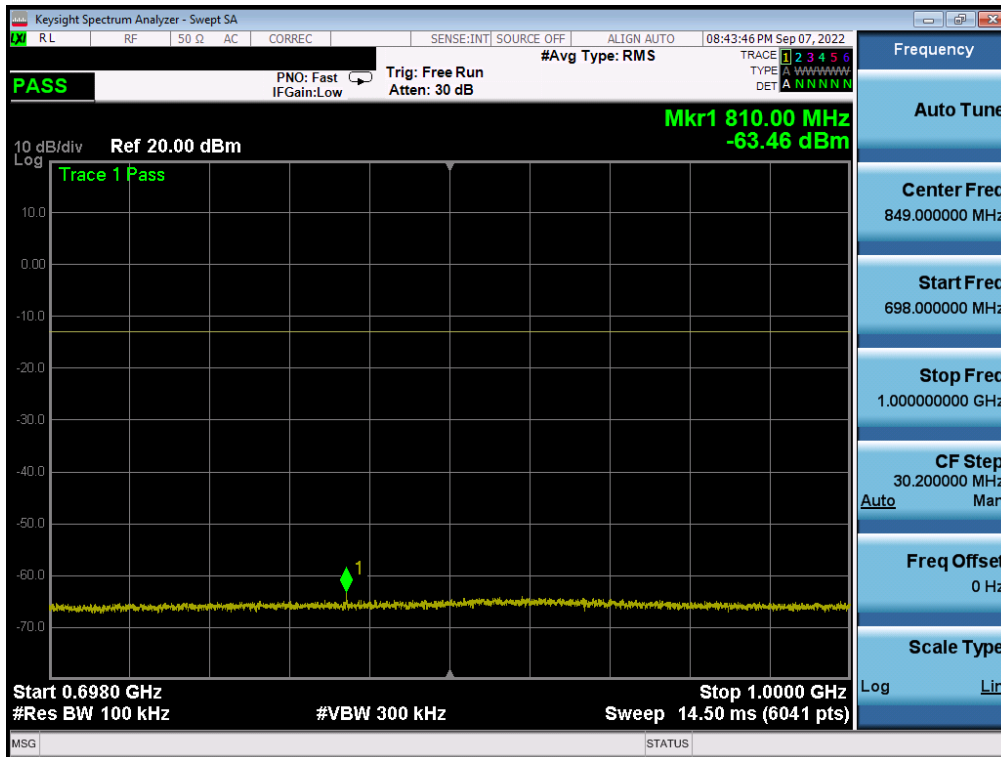 Keysight Spectrum Analyzer - Swept SA
LXI RL RF 50 Ω AC CORREC SENSE:INT SOURCE OFF ALIGN AUTO 08:43:46 PM Sep 07, 2022
#Avg Type: RMS
TRACE 1 2 3 4 5 6
PASS
PNO: Fast
IFGain:Low
Trig: Free Run
Atten: 30 dB
TYPE A WWWWW
DET A N N N N N
Mkr1 810.00 MHz
-63.46 dBm
10 dB/div Ref 20.00 dBm
Log
Trace 1 Pass
10.0
0.00
-10.0
-20.0
-30.0
-40.0
-50.0
-60.0
-70.0
1
Start 0.6980 GHz Stop 1.0000 GHz
#Res BW 100 kHz #VBW 300 kHz Sweep 14.50 ms (6041 pts)
MSG STATUS
Frequency
Auto Tune
Center Freq
849.000000 MHz
Start Freq
698.000000 MHz
Stop Freq
1.000000000 GHz
CF Step
30.200000 MHz
Auto Man
Freq Offset
0 Hz
Scale Type
Log Lin